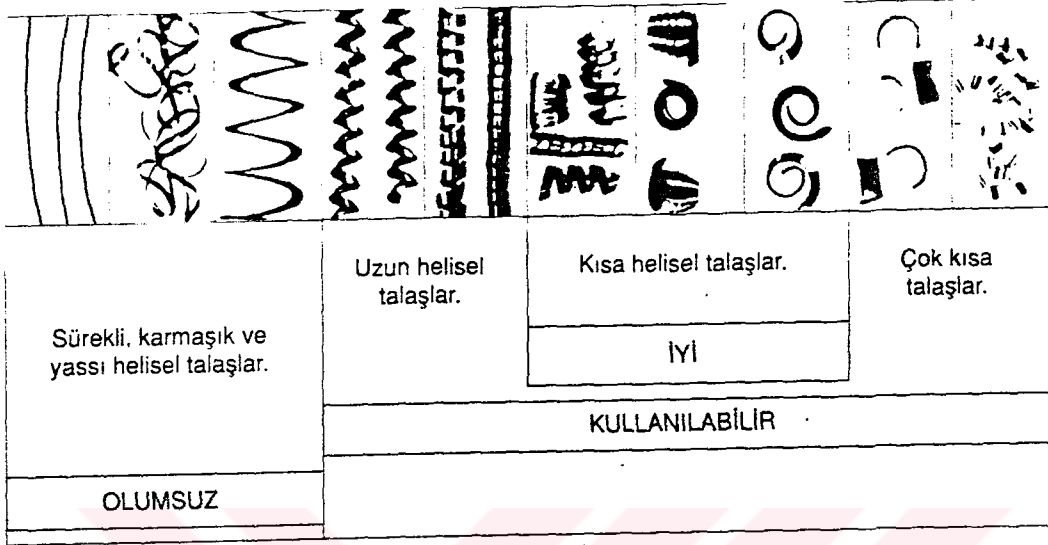 Sürekli, karmaşık ve
yassı helisel talaşlar.
OLUMSUZ
Uzun helisel
talaşlar.
Kısa helisel talaşlar.
İYİ
Çok kısa
talaşlar.
KULLANILABİLİR